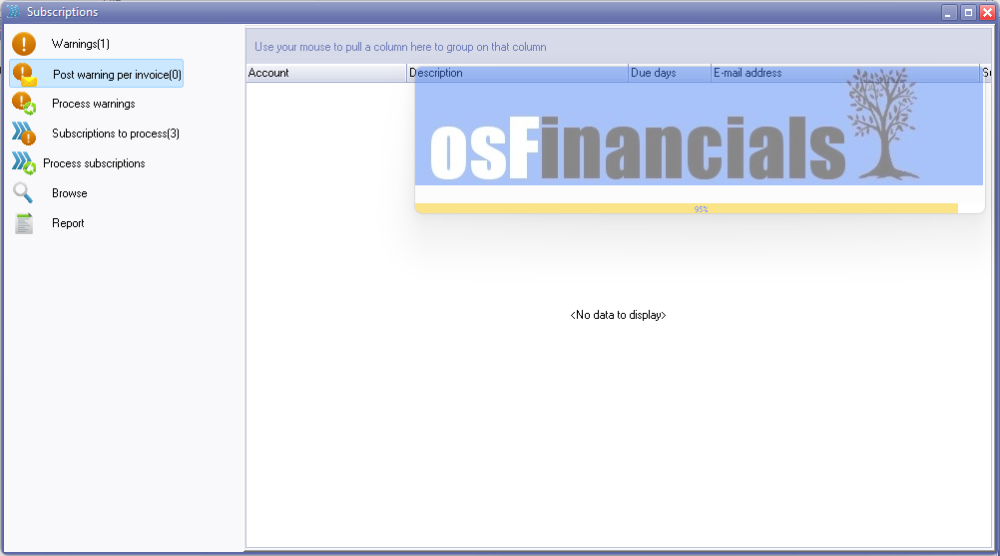 Subscriptions
Warnings(1)
Post warning per invoice(0)
Process warnings
Subscriptions to process(3)
Process subscriptions
Browse
Report
Use your mouse to pull a column here to group on that column
Account Description Due days E-mail address
osFinancials
95%
<No data to display>